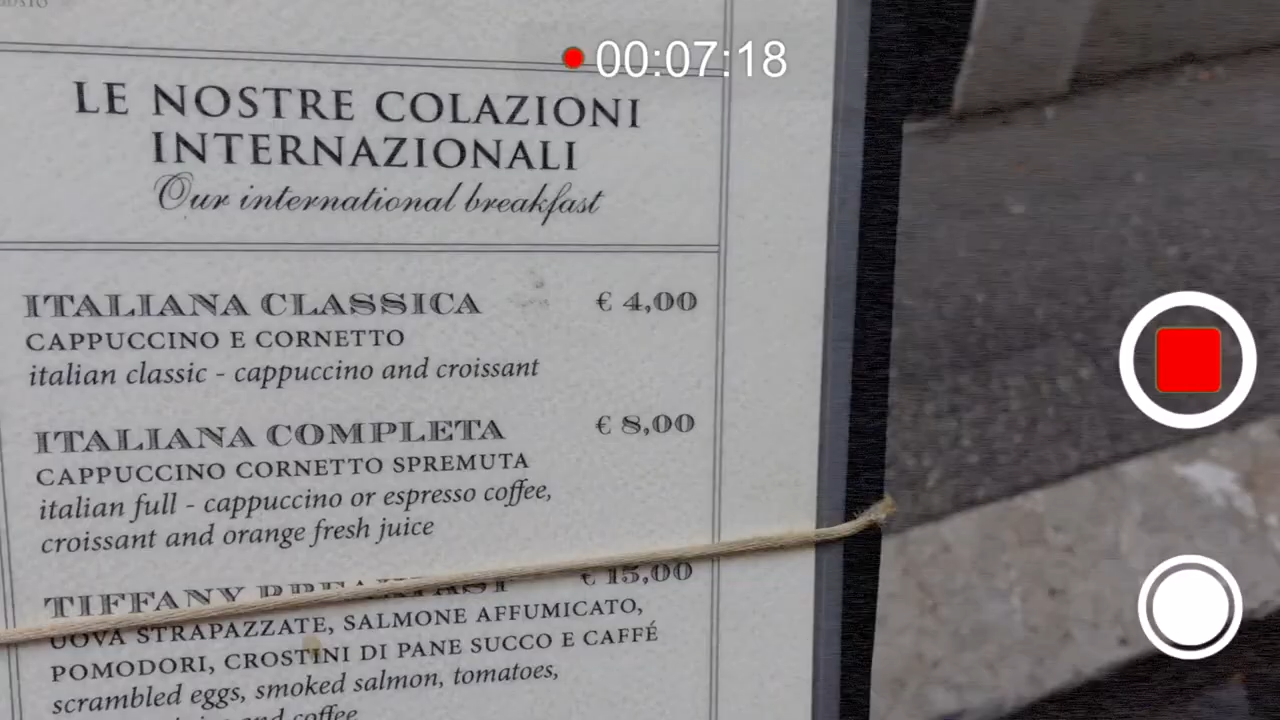 00:07:18
LE NOSTRE COLAZIONI
INTERNAZIONALI
Our international breakfast
ITALIANA CLASSICA € 4,00
CAPPUCCINO E CORNETTO
italian classic - cappuccino and croissant
ITALIANA COMPLETA € 8,00
CAPPUCCINO CORNETTO SPREMUTA
italian full - cappuccino or espresso coffee,
croissant and orange fresh juice
TIFFANY BREAKFAST € 15,00
UOVA STRAPAZZATE, SALMONE AFFUMICATO,
POMODORI, CROSTINI DI PANE SUCCO E CAFFÉ
scrambled eggs, smoked salmon, tomatoes,
and coffee